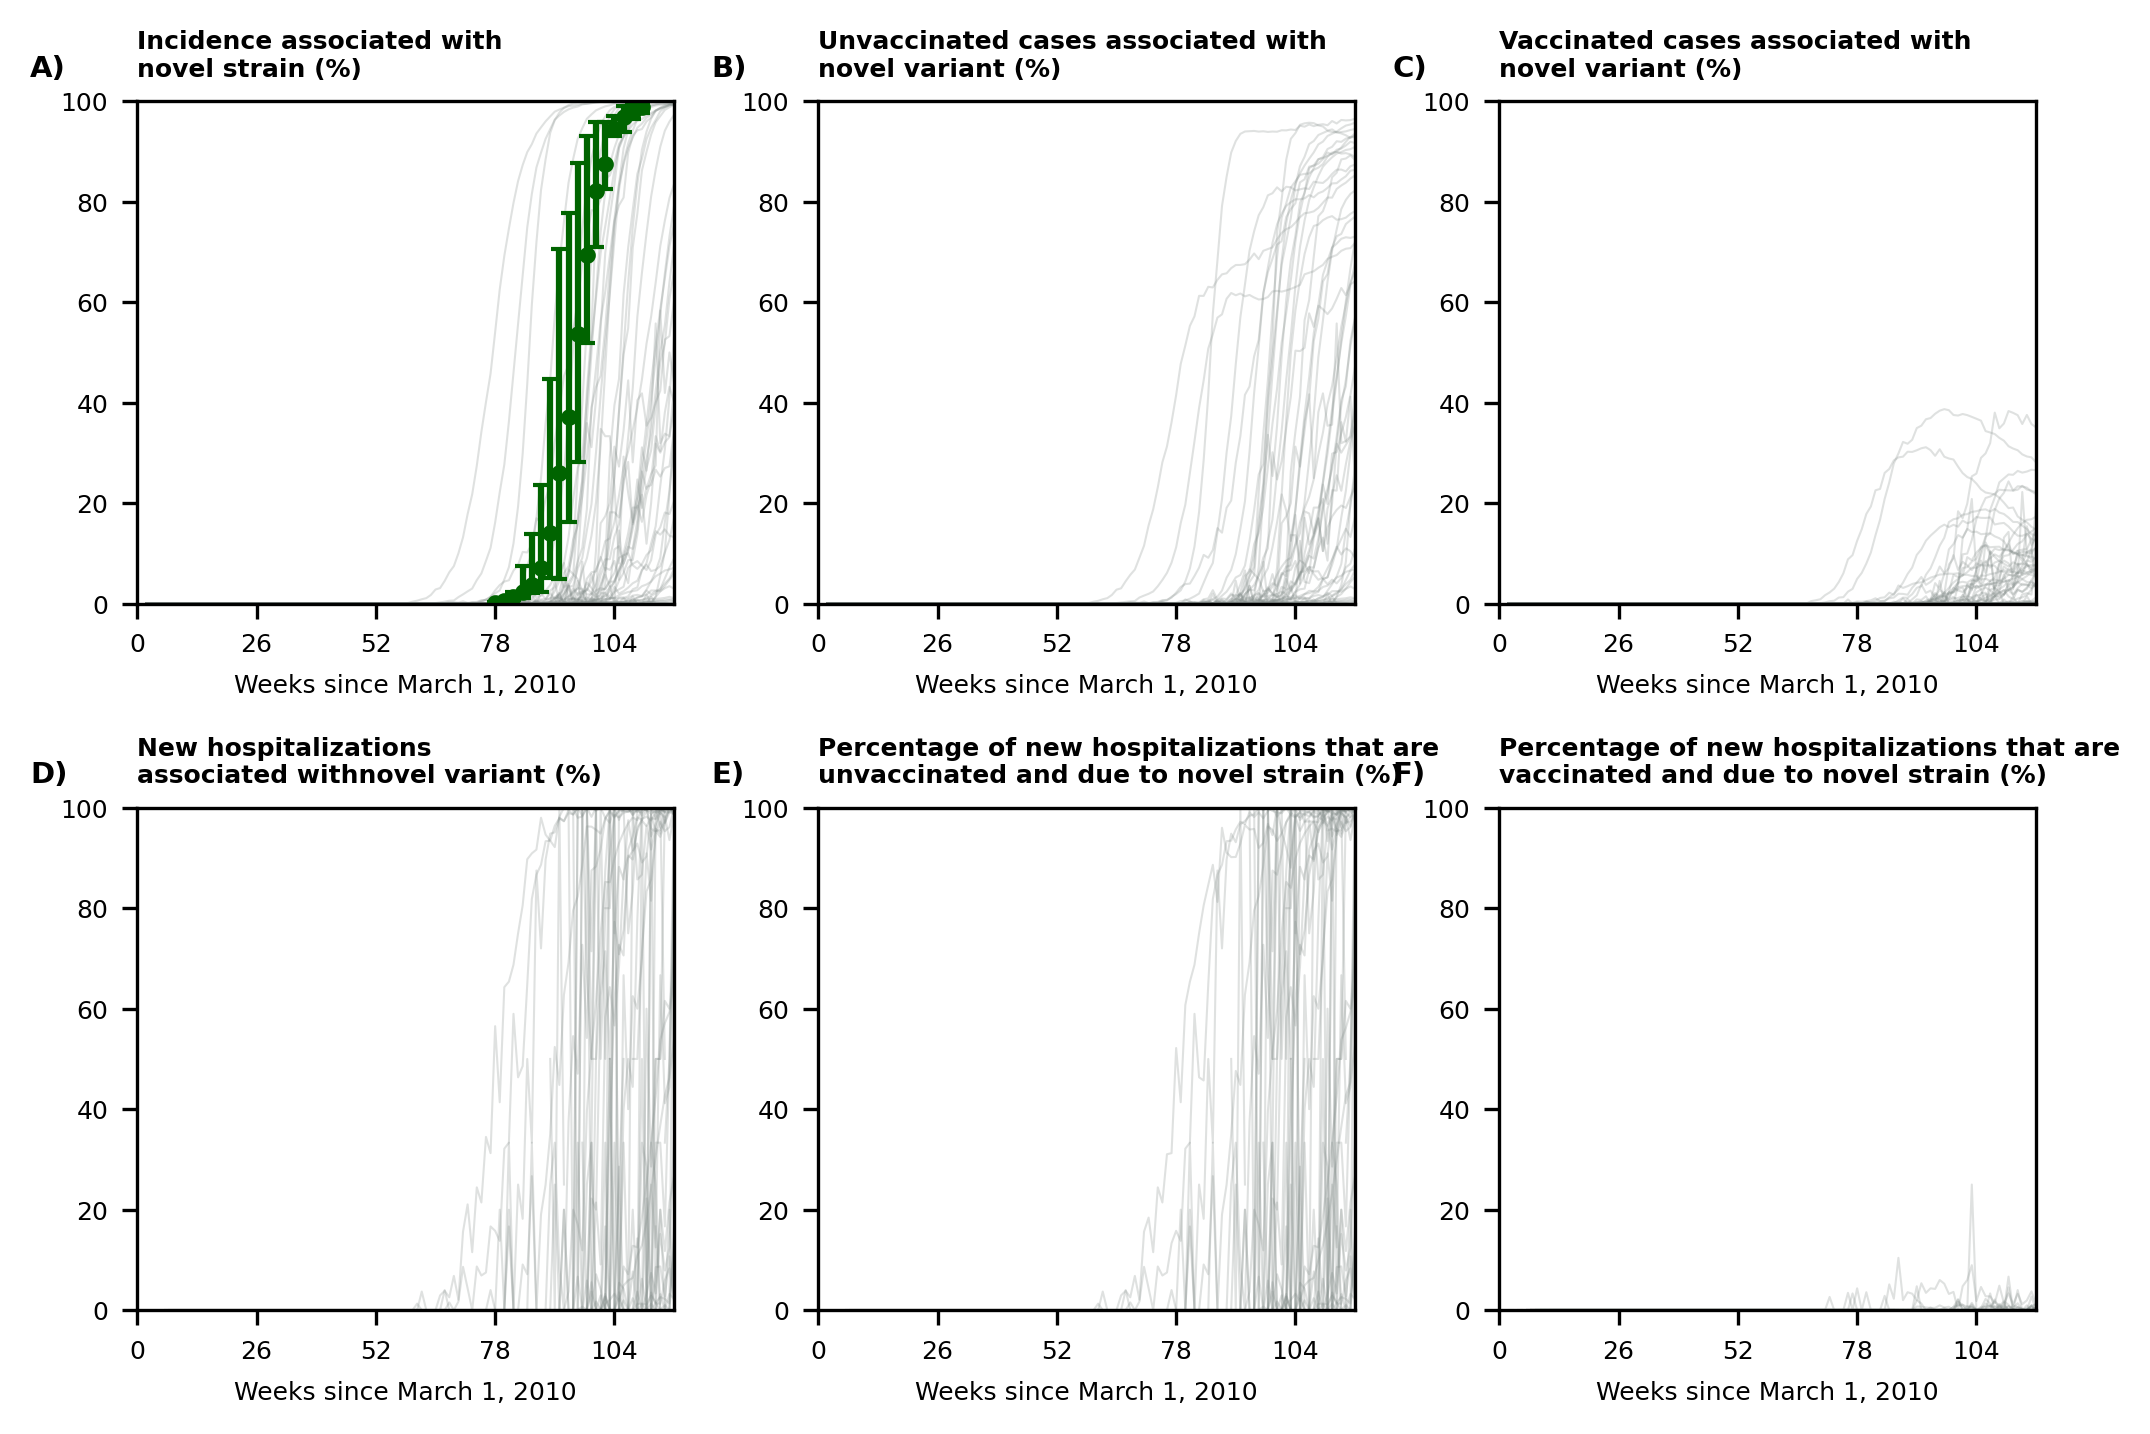 A)
Incidence associated with
novel strain (%)
100
80
60
40
20
0
0 26 52 78 104
Weeks since March 1, 2010
B)
Unvaccinated cases associated with
novel variant (%)
100
80
60
40
20
0
0 26 52 78 104
Weeks since March 1, 2010
C)
Vaccinated cases associated with
novel variant (%)
100
80
60
40
20
0
0 26 52 78 104
Weeks since March 1, 2010
D)
New hospitalizations
associated withnovel variant (%)
100
80
60
40
20
0
0 26 52 78 104
Weeks since March 1, 2010
E)
Percentage of new hospitalizations that are
unvaccinated and due to novel strain (%)
100
80
60
40
20
0
0 26 52 78 104
Weeks since March 1, 2010
F)
Percentage of new hospitalizations that are
vaccinated and due to novel strain (%)
100
80
60
40
20
0
0 26 52 78 104
Weeks since March 1, 2010